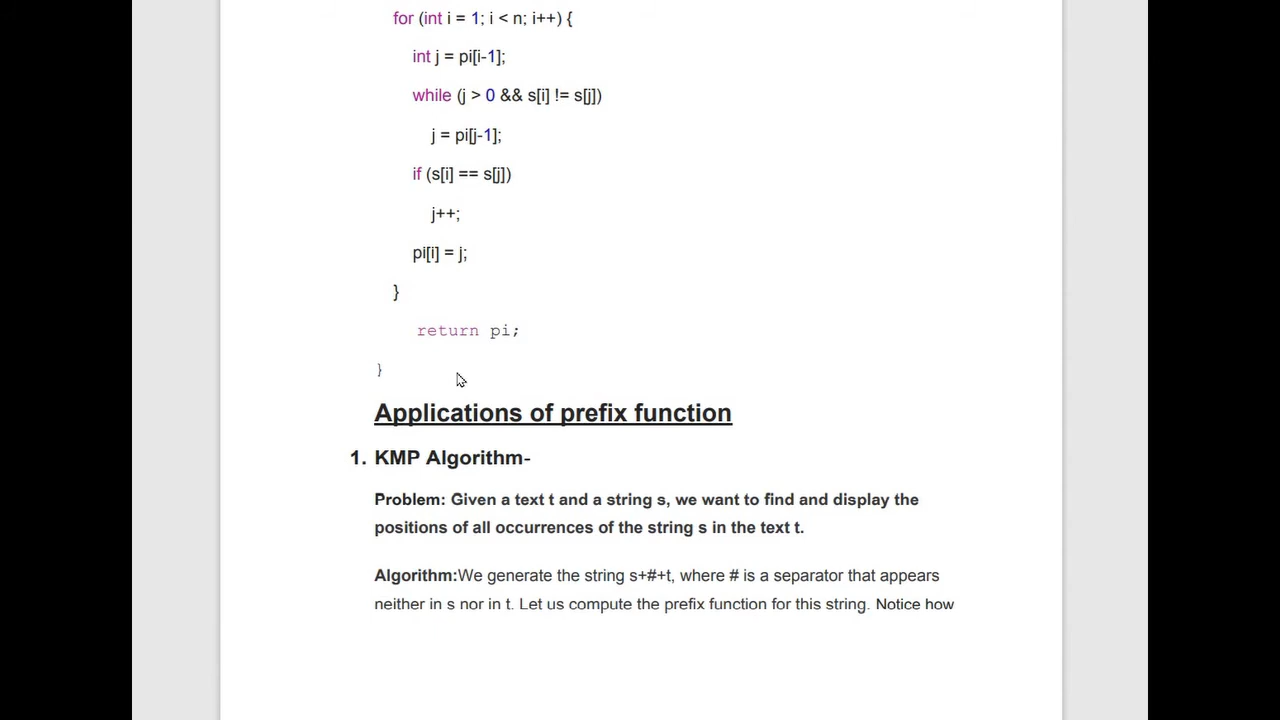 for (int i = 1; i < n; i++) {
int j = pi[i-1];
while (j > 0 && s[i] != s[j])
j = pi[j-1];
if (s[i] == s[j])
j++;
pi[i] = j;
}
return pi;
}
Applications of prefix function
1. KMP Algorithm-
Problem: Given a text t and a string s, we want to find and display the
positions of all occurrences of the string s in the text t.
Algorithm:We generate the string s+#+t, where # is a separator that appears
neither in s nor in t. Let us compute the prefix function for this string. Notice how